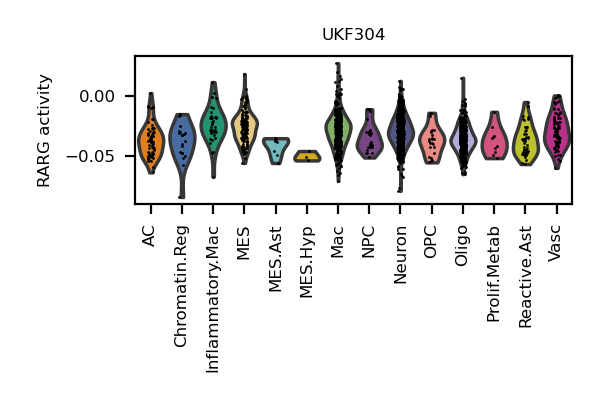 UKF304
RARG activity
0.00
−0.05
AC
Chromatin.Reg
Inflammatory.Mac
MES
MES.Ast
MES.Hyp
Mac
NPC
Neuron
OPC
Oligo
Prolif.Metab
Reactive.Ast
Vasc